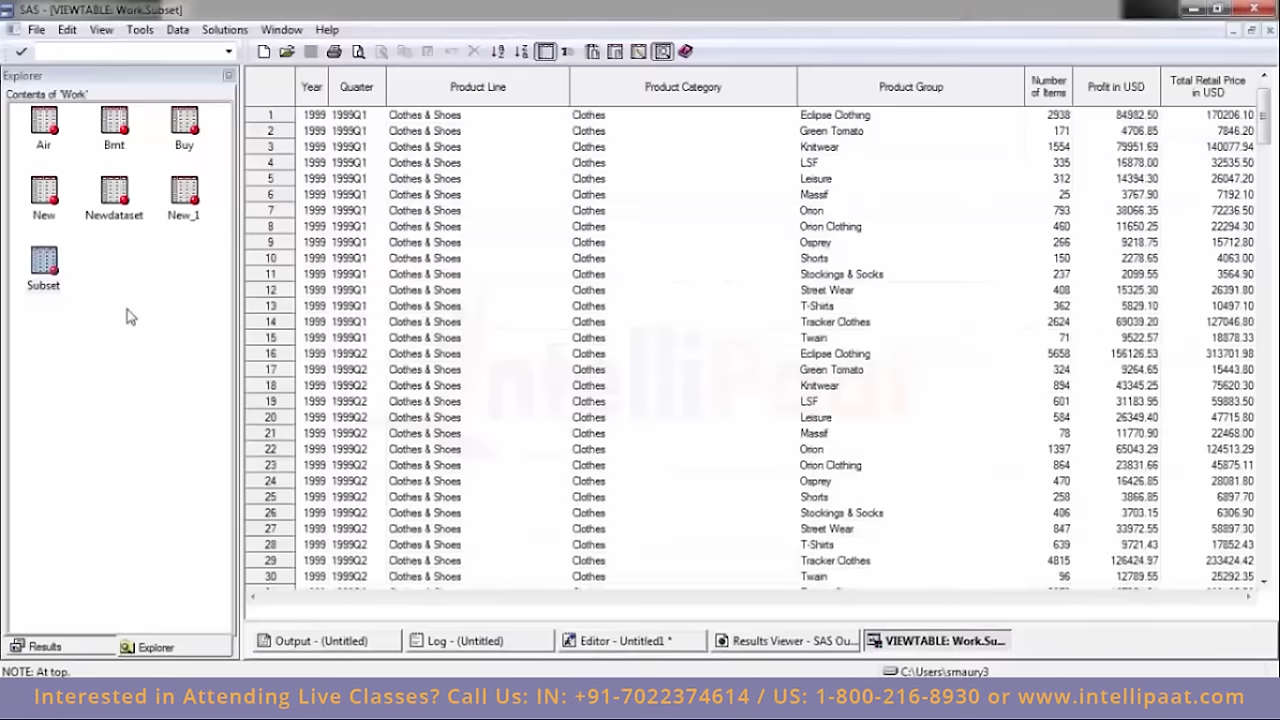 SAS - [VIEWTABLE: Work.Subset]
File Edit View Tools Data Solutions Window Help
Explorer
Contents of 'Work'
Air Brnt Buy
New Newdataset New_1
Subset
Year Quarter Product Line Product Category Product Group Number of Items Profit in USD Total Retail Price in USD
1 1999 1999Q1 Clothes & Shoes Clothes Eclipse Clothing 2938 84982.50 170206.10
2 1999 1999Q1 Clothes & Shoes Clothes Green Tomato 171 4706.85 7846.20
3 1999 1999Q1 Clothes & Shoes Clothes Knitwear 1554 79951.69 140077.94
4 1999 1999Q1 Clothes & Shoes Clothes LSF 335 16878.00 32535.50
5 1999 1999Q1 Clothes & Shoes Clothes Leisure 312 14394.30 26047.20
6 1999 1999Q1 Clothes & Shoes Clothes Massif 25 3767.90 7192.10
7 1999 1999Q1 Clothes & Shoes Clothes Orion 793 38066.35 72236.50
8 1999 1999Q1 Clothes & Shoes Clothes Orion Clothing 460 11650.25 22294.30
9 1999 1999Q1 Clothes & Shoes Clothes Osprey 266 9218.75 15712.80
10 1999 1999Q1 Clothes & Shoes Clothes Shorts 150 2278.65 4063.00
11 1999 1999Q1 Clothes & Shoes Clothes Stockings & Socks 237 2099.55 3564.90
12 1999 1999Q1 Clothes & Shoes Clothes Street Wear 408 15325.30 26391.80
13 1999 1999Q1 Clothes & Shoes Clothes T-Shirts 362 5829.10 10497.10
14 1999 1999Q1 Clothes & Shoes Clothes Tracker Clothes 2624 69039.20 127046.80
15 1999 1999Q1 Clothes & Shoes Clothes Twain 71 9522.57 18878.33
16 1999 1999Q2 Clothes & Shoes Clothes Eclipse Clothing 5658 156126.53 313701.98
17 1999 1999Q2 Clothes & Shoes Clothes Green Tomato 324 9264.65 15443.80
18 1999 1999Q2 Clothes & Shoes Clothes Knitwear 894 43345.25 75620.30
19 1999 1999Q2 Clothes & Shoes Clothes LSF 601 31183.95 59883.50
20 1999 1999Q2 Clothes & Shoes Clothes Leisure 584 26349.40 47715.80
21 1999 1999Q2 Clothes & Shoes Clothes Massif 78 11770.90 22468.00
22 1999 1999Q2 Clothes & Shoes Clothes Orion 1397 65043.29 124513.29
23 1999 1999Q2 Clothes & Shoes Clothes Orion Clothing 864 23831.66 45875.11
24 1999 1999Q2 Clothes & Shoes Clothes Osprey 470 16426.85 28081.80
25 1999 1999Q2 Clothes & Shoes Clothes Shorts 258 3866.85 6897.70
26 1999 1999Q2 Clothes & Shoes Clothes Stockings & Socks 406 3703.15 6306.90
27 1999 1999Q2 Clothes & Shoes Clothes Street Wear 847 33972.55 58897.30
28 1999 1999Q2 Clothes & Shoes Clothes T-Shirts 639 9721.43 17852.43
29 1999 1999Q2 Clothes & Shoes Clothes Tracker Clothes 4815 126424.97 233424.42
30 1999 1999Q2 Clothes & Shoes Clothes Twain 96 12789.55 25292.35
IntelliPaat
Results Explorer
Output - (Untitled) Log - (Untitled) Editor - Untitled1 * Results Viewer - SAS Ou... VIEWTABLE: Work.Su...
NOTE: At top. C:\Users\smaury3
Interested in Attending Live Classes? Call Us: IN: +91-7022374614 / US: 1-800-216-8930 or www.intellipaat.com